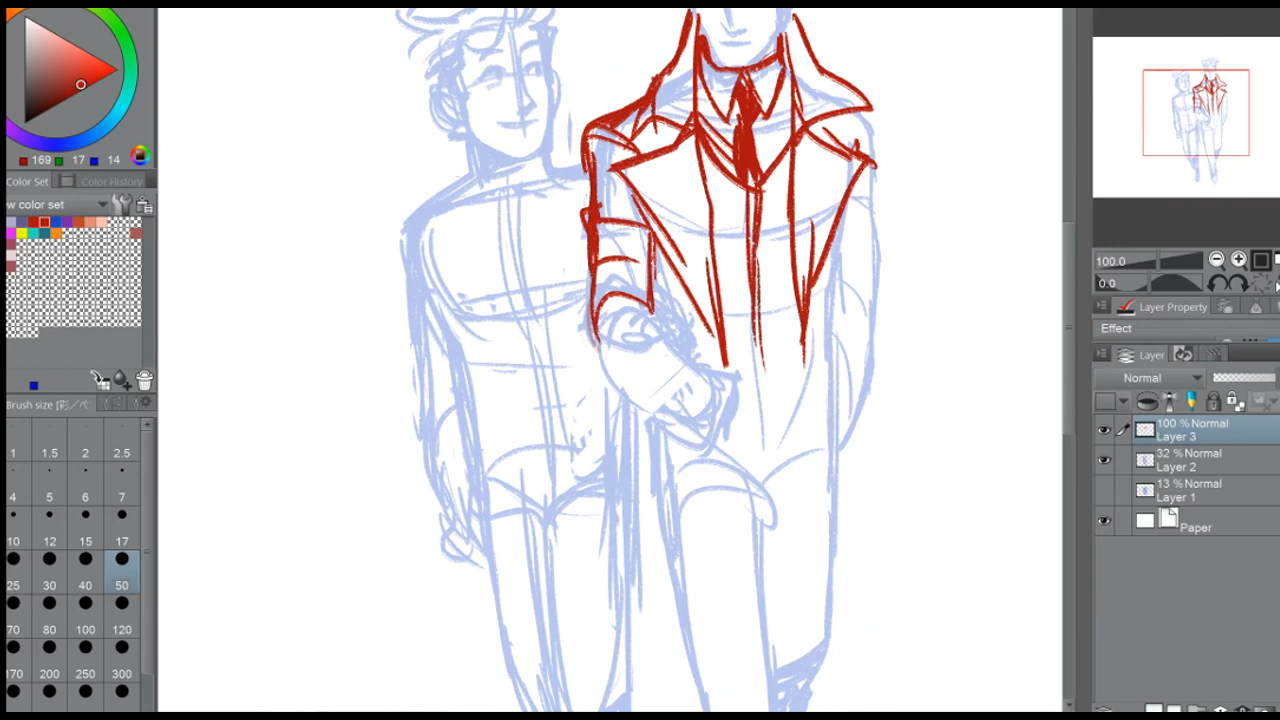 169 17 14
Color Set Color History
w color set
Brush size [彩/ペ
1 1.5 2 2.5
4 5 6 7
10 12 15 17
25 30 40 50
70 80 100 120
170 200 250 300
100.0
0.0
Layer Property
Effect
Layer
Normal
100 % Normal
Layer 3
32 % Normal
Layer 2
13 % Normal
Layer 1
Paper